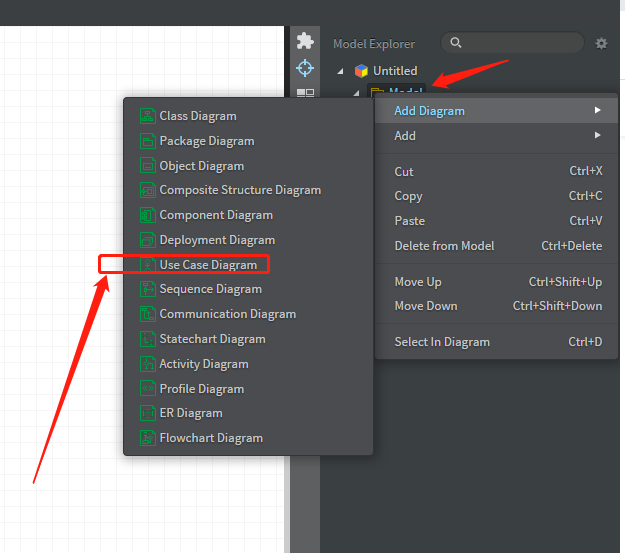 Model Explorer
Untitled
Model
Add Diagram
Add
Cut Ctrl+X
Copy Ctrl+C
Paste Ctrl+V
Delete from Model Ctrl+Delete
Move Up Ctrl+Shift+Up
Move Down Ctrl+Shift+Down
Select In Diagram Ctrl+D
Class Diagram
Package Diagram
Object Diagram
Composite Structure Diagram
Component Diagram
Deployment Diagram
Use Case Diagram
Sequence Diagram
Communication Diagram
Statechart Diagram
Activity Diagram
Profile Diagram
ER Diagram
Flowchart Diagram